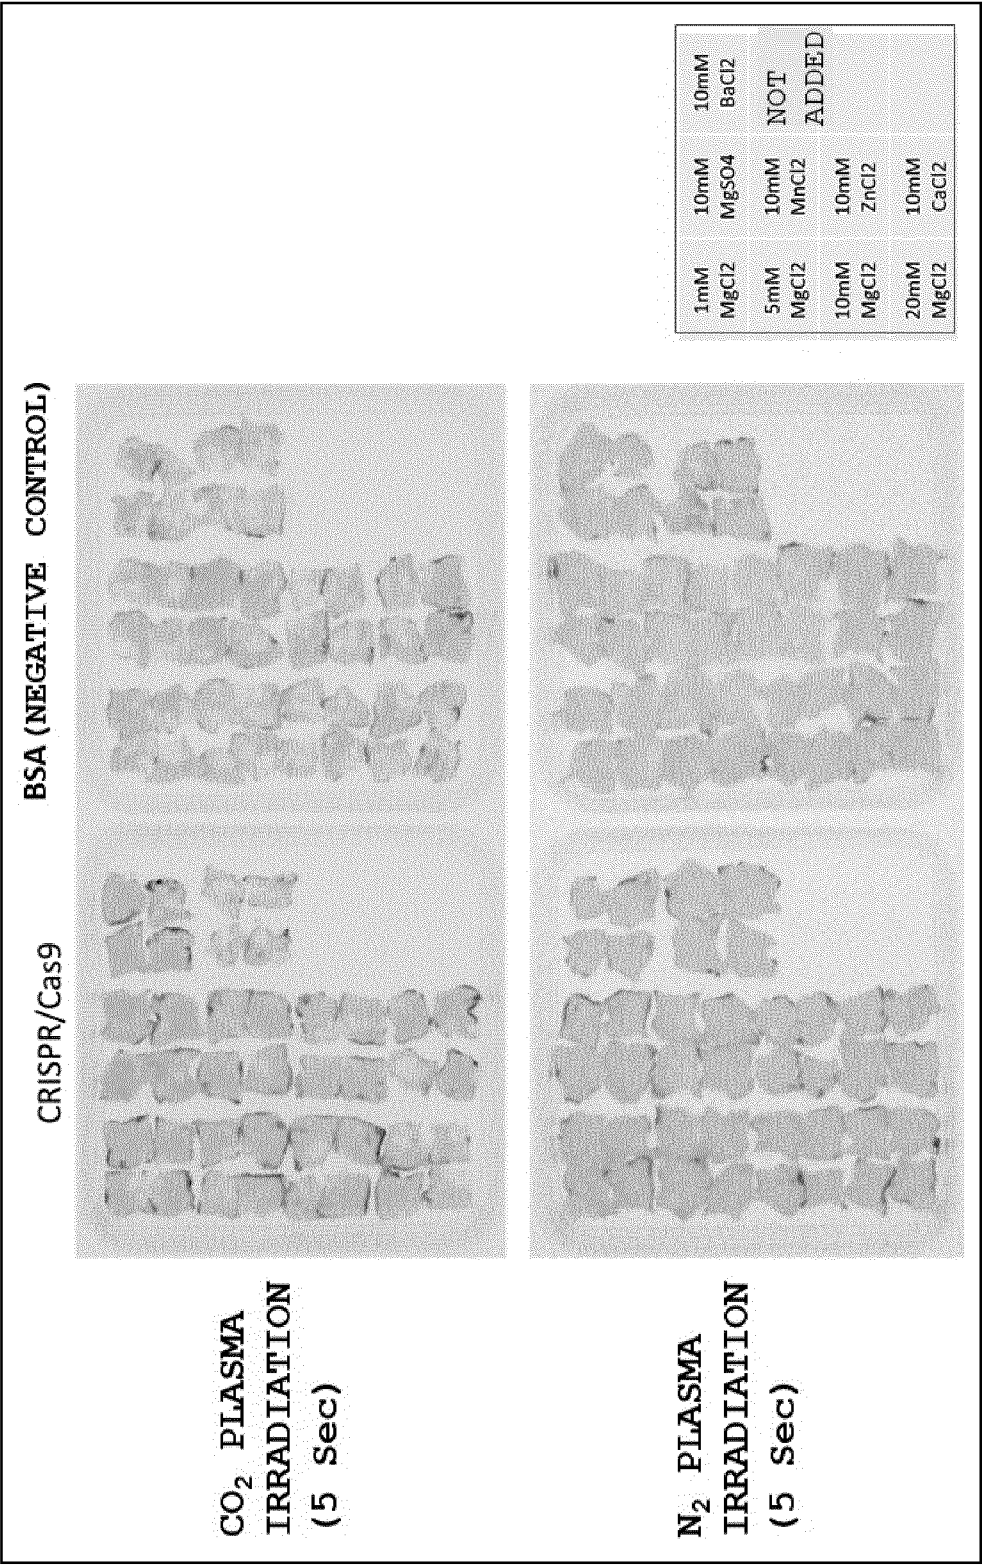 CRISPR/Cas9
BSA(NEGATIVE CONTROL)
CO2 PLASMA
IRRADIATION
(5 Sec)
N2 PLASMA
IRRADIATION
(5 Sec)
1mM
MgCl2
10mM
MgSO4
10mM
BaCl2
5mM
MgCl2
10mM
MnCl2
NOT
ADDED
10mM
MgCl2
10mM
ZnCl2
20mM
MgCl2
10mM
CaCl2